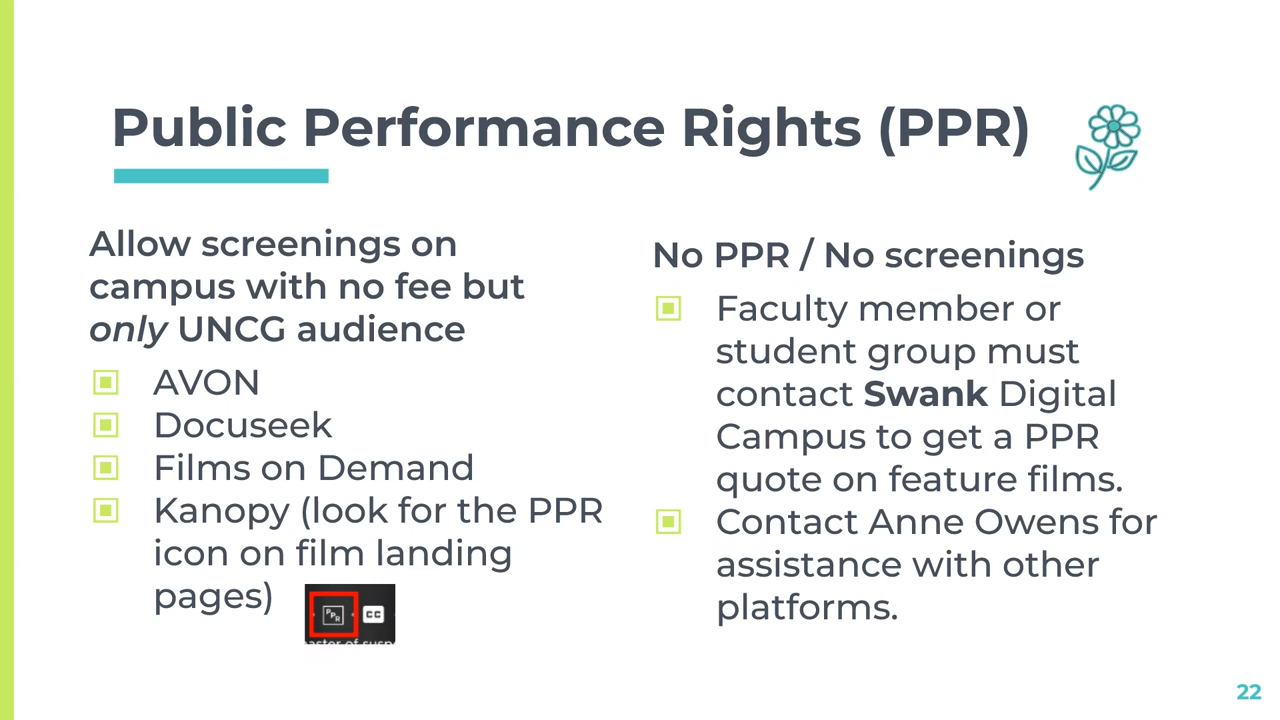 Public Performance Rights (PPR)
Allow screenings on
campus with no fee but
only UNCG audience
AVON
Docuseek
Films on Demand
Kanopy (look for the PPR
icon on film landing
pages)
PPR CC
No PPR / No screenings
Faculty member or
student group must
contact Swank Digital
Campus to get a PPR
quote on feature films.
Contact Anne Owens for
assistance with other
platforms.
22